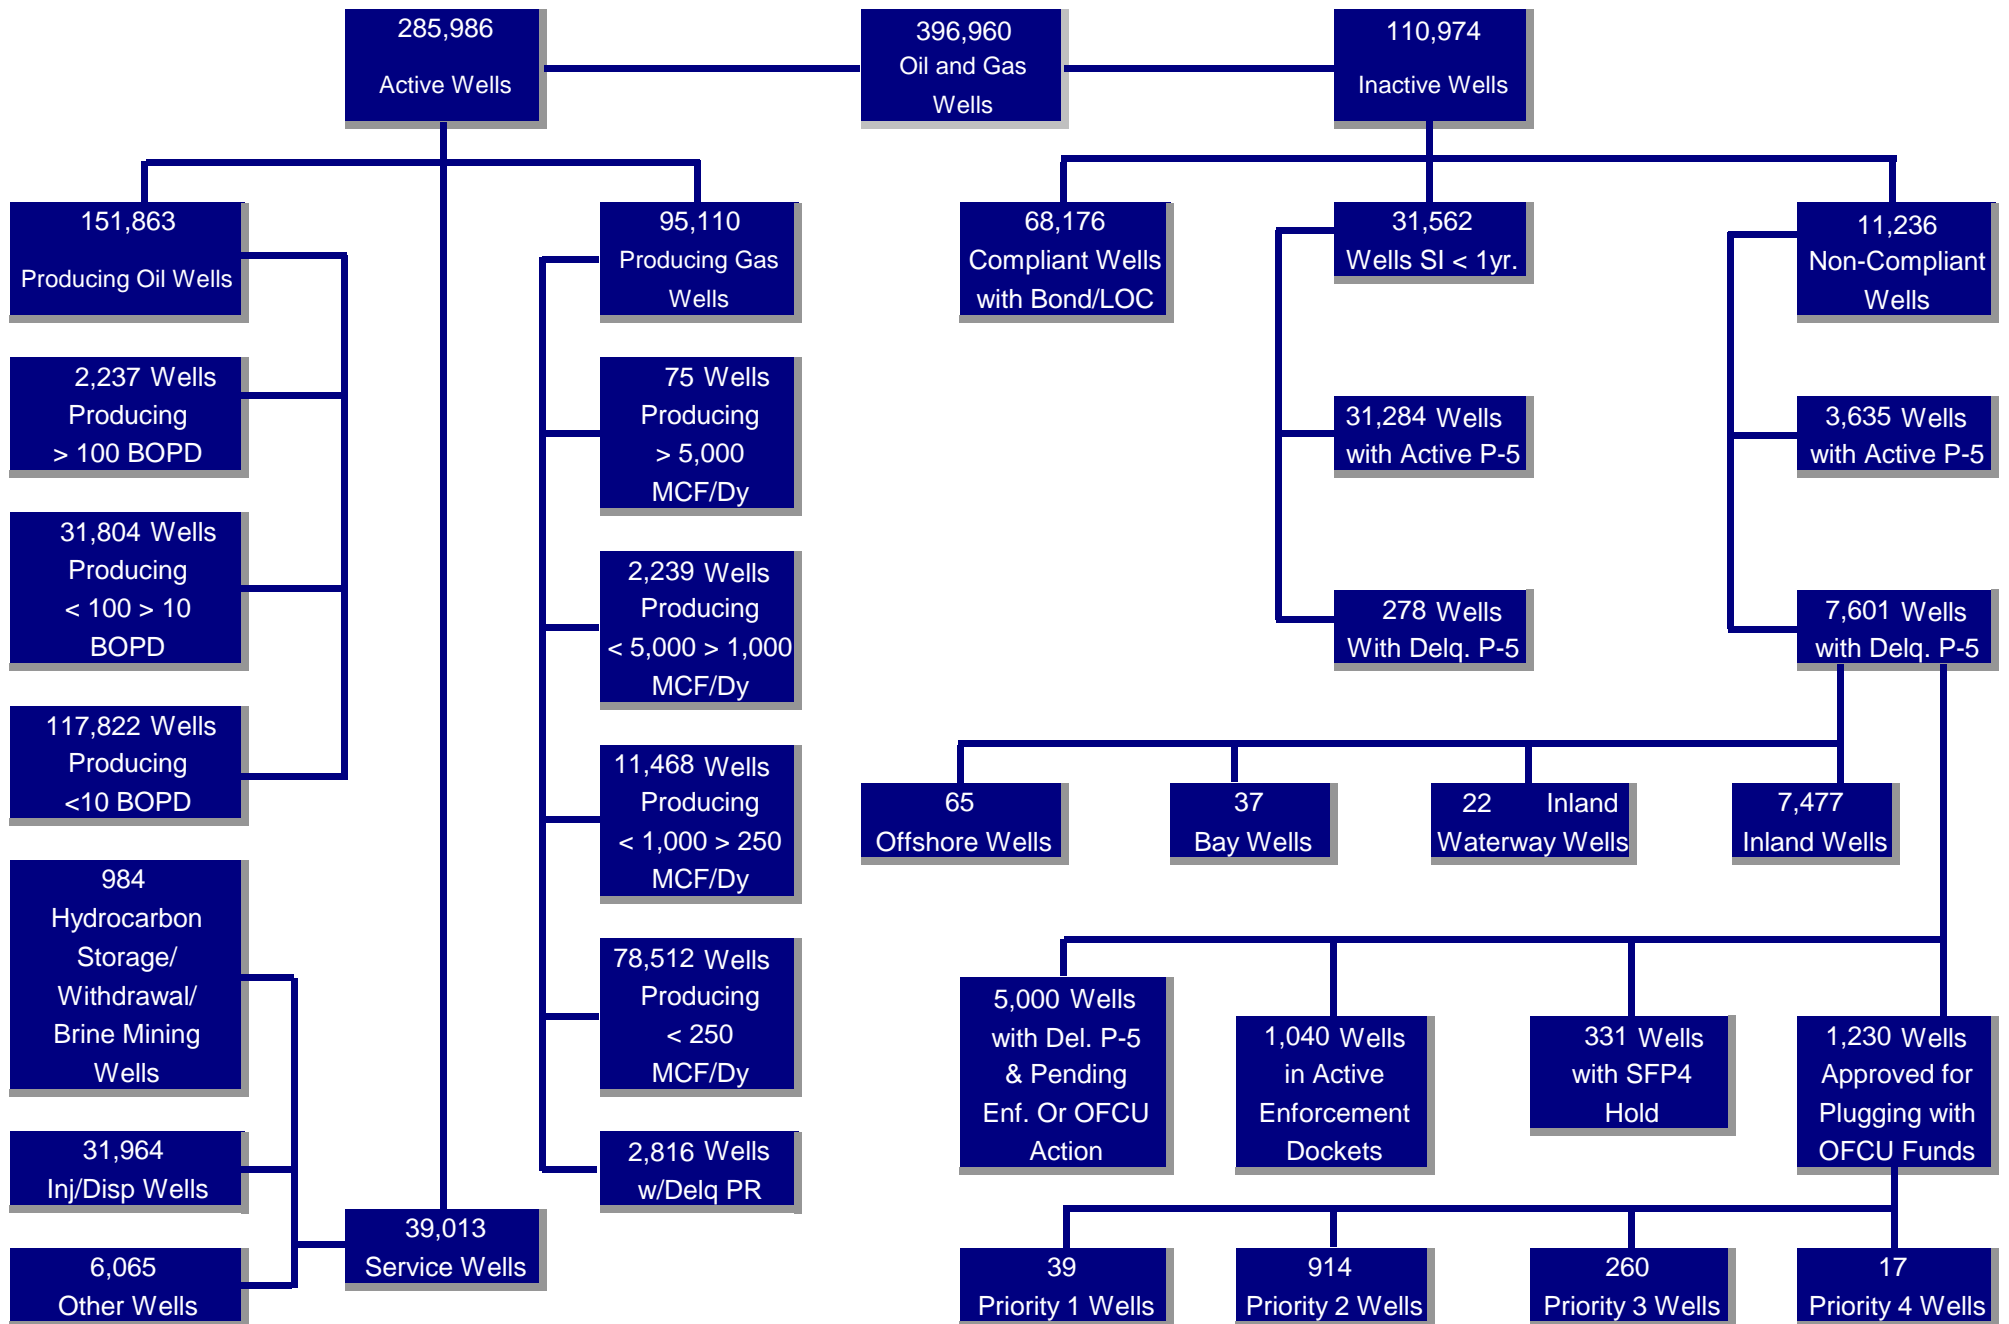 285,986
Active Wells
396,960
Oil and Gas
Wells
110,974
Inactive Wells
151,863
Producing Oil Wells
95,110
Producing Gas
Wells
68,176
Compliant Wells
with Bond/LOC
31,562
Wells SI < 1yr.
11,236
Non-Compliant
Wells
2,237 Wells
Producing
> 100 BOPD
75 Wells
Producing
> 5,000
MCF/Dy
31,284 Wells
with Active P-5
3,635 Wells
with Active P-5
31,804 Wells
Producing
< 100 > 10
BOPD
2,239 Wells
Producing
< 5,000 > 1,000
MCF/Dy
278 Wells
With Delq. P-5
7,601 Wells
with Delq. P-5
117,822 Wells
Producing
<10 BOPD
11,468 Wells
Producing
< 1,000 > 250
MCF/Dy
65
Offshore Wells
37
Bay Wells
22 Inland
Waterway Wells
7,477
Inland Wells
984
Hydrocarbon
Storage/
Withdrawal/
Brine Mining
Wells
78,512 Wells
Producing
< 250
MCF/Dy
5,000 Wells
with Del. P-5
& Pending
Enf. Or OFCU
Action
1,040 Wells
in Active
Enforcement
Dockets
331 Wells
with SFP4
Hold
1,230 Wells
Approved for
Plugging with
OFCU Funds
31,964
Inj/Disp Wells
2,816 Wells
w/Delq PR
39,013
Service Wells
6,065
Other Wells
39
Priority 1 Wells
914
Priority 2 Wells
260
Priority 3 Wells
17
Priority 4 Wells